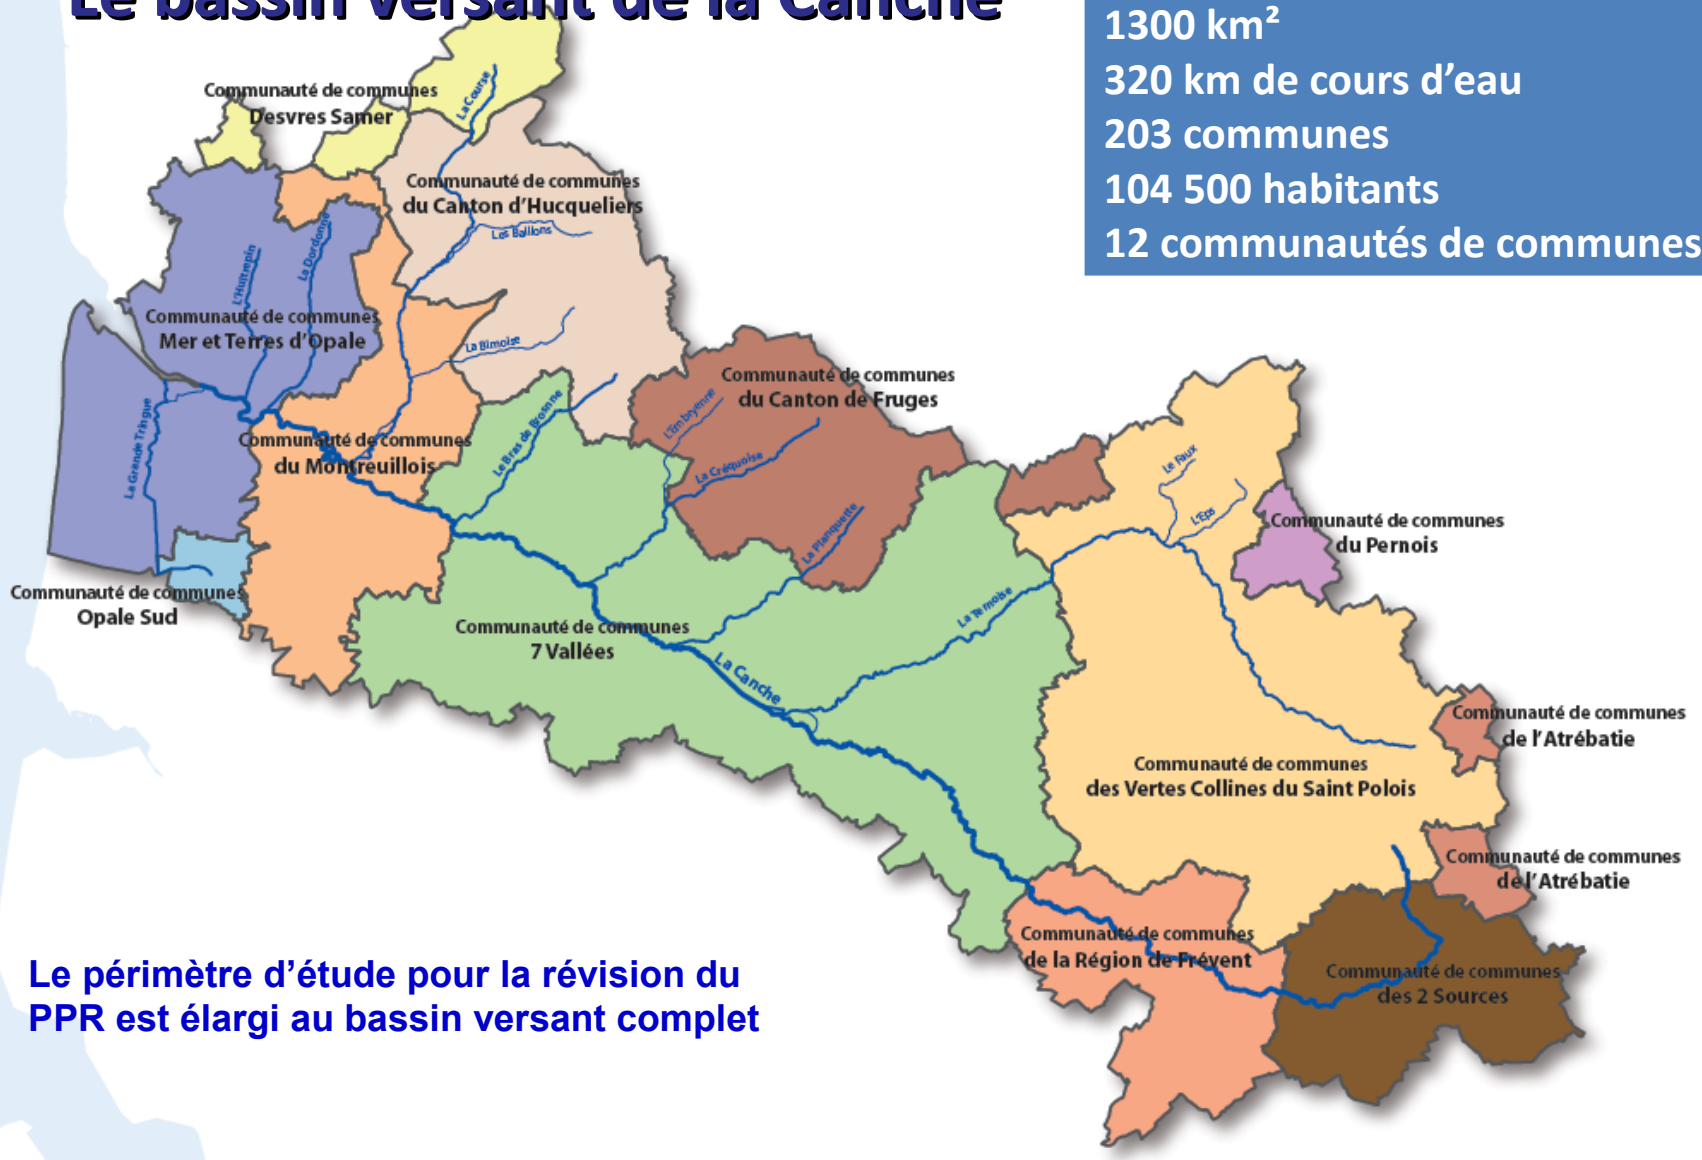 Le bassin versant de la Canche
1300 km²
320 km de cours d’eau
203 communes
104 500 habitants
12 communautés de communes
Communauté de communes
Desvres Samer
La Course
Communauté de communes
du Canton d’Hucqueliers
Les Baillons
La Dordonne
L’Huitrepin
Communauté de communes
Mer et Terres d’Opale
La Bimoise
Communauté de communes
du Canton de Fruges
L’Embryenne
Le Bras de Brosnne
La Grande Tringue
Communauté de communes
du Montreuillois
La Créquoise
La Planquette
Le Faux
L’Eps
Communauté de communes
du Pernois
Communauté de communes
Opale Sud
La Ternoise
Communauté de communes
7 Vallées
La Canche
Communauté de communes
de l’Atrébatie
Communauté de communes
des Vertes Collines du Saint Polois
Communauté de communes
de l’Atrébatie
Communauté de communes
de la Région de Frévent
Communauté de communes
des 2 Sources
Le périmètre d’étude pour la révision du
PPR est élargi au bassin versant complet